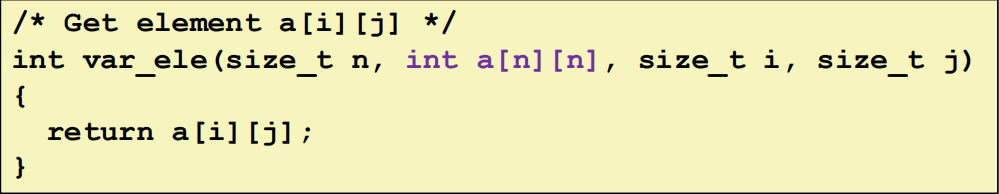 /* Get element a[i][j] */
int var_ele(size_t n, int a[n][n], size_t i, size_t j)
{
  return a[i][j];
}